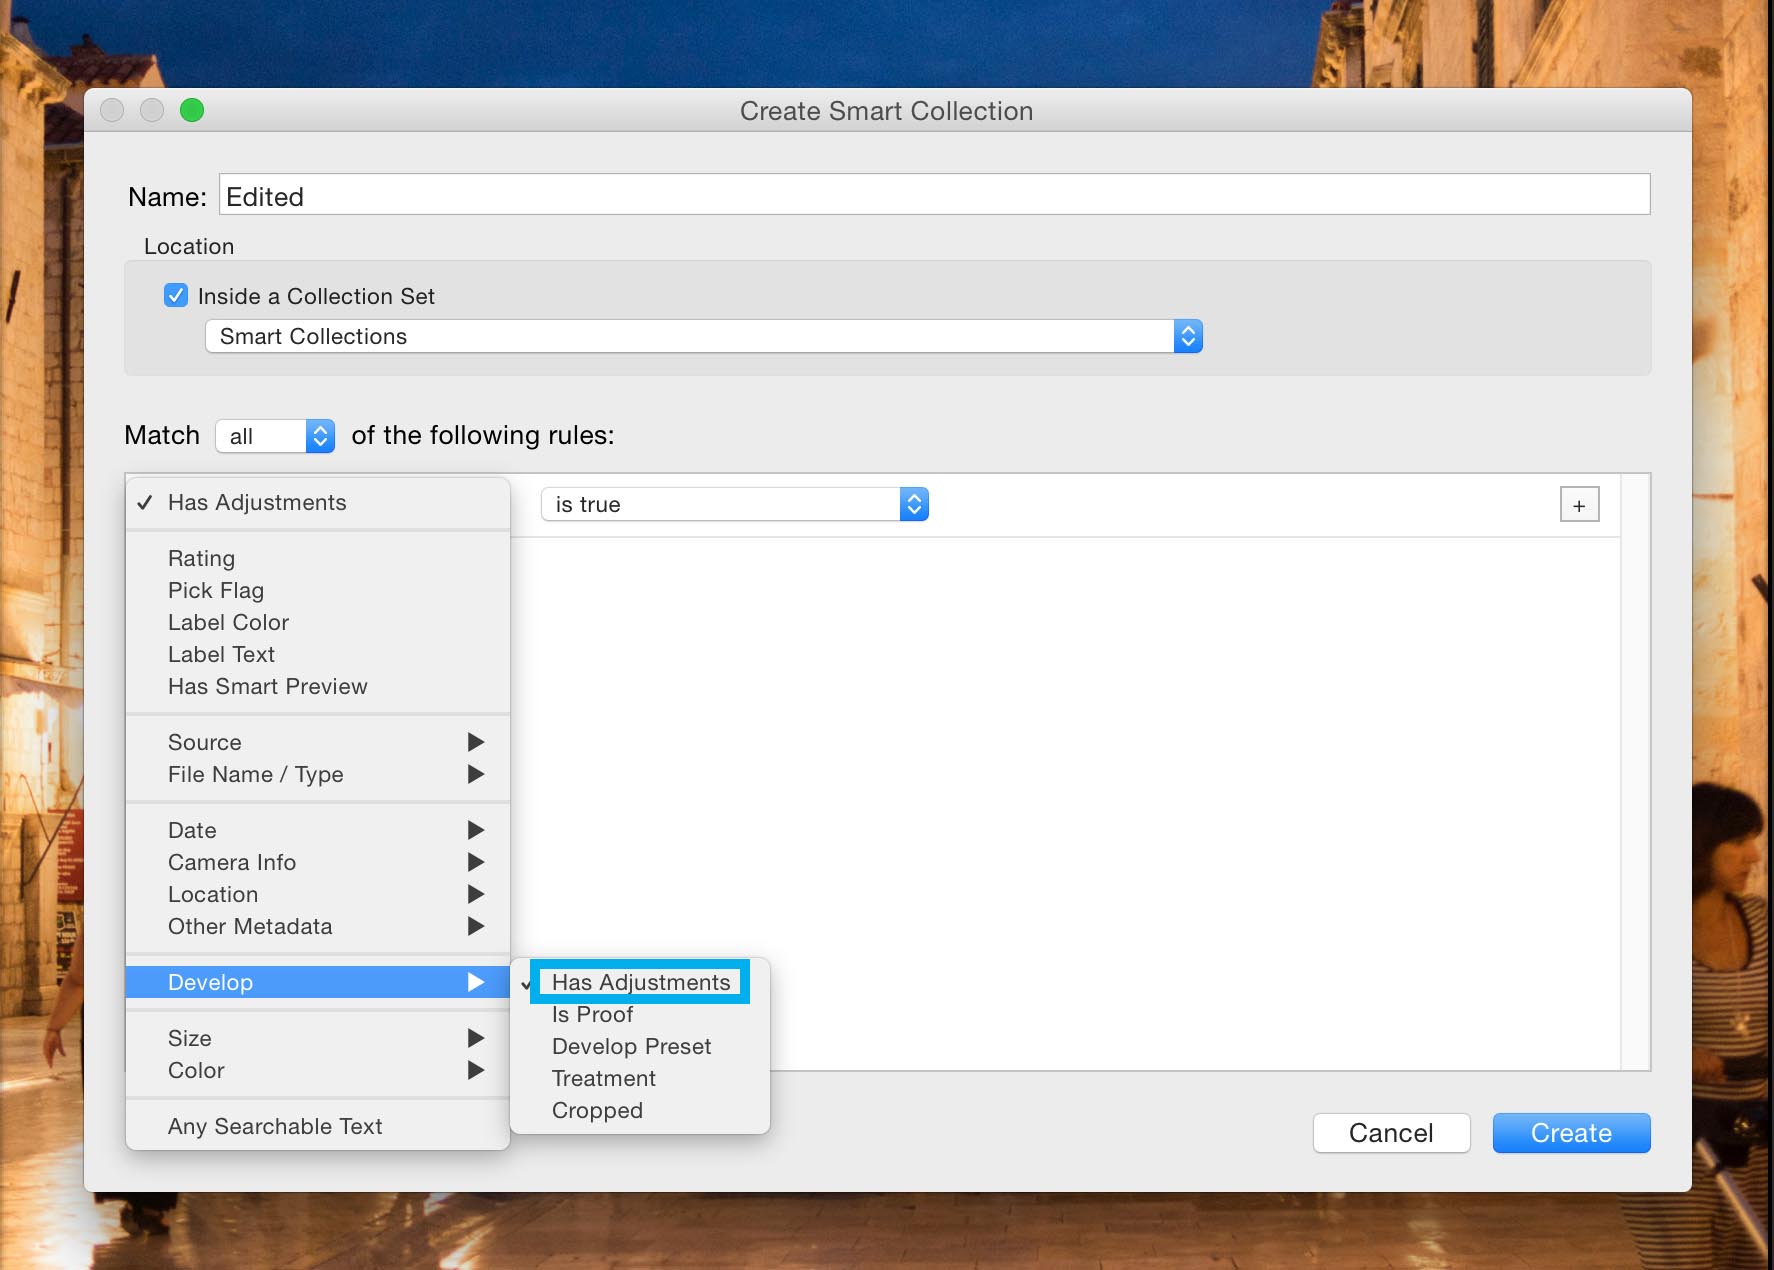 Create Smart Collection
Name: Edited
Location
Inside a Collection Set
Smart Collections
Match all of the following rules:
Has Adjustments
is true
+
Rating
Pick Flag
Label Color
Label Text
Has Smart Preview
Source
File Name / Type
Date
Camera Info
Location
Other Metadata
Develop
Has Adjustments
Is Proof
Develop Preset
Treatment
Cropped
Size
Color
Any Searchable Text
Cancel
Create